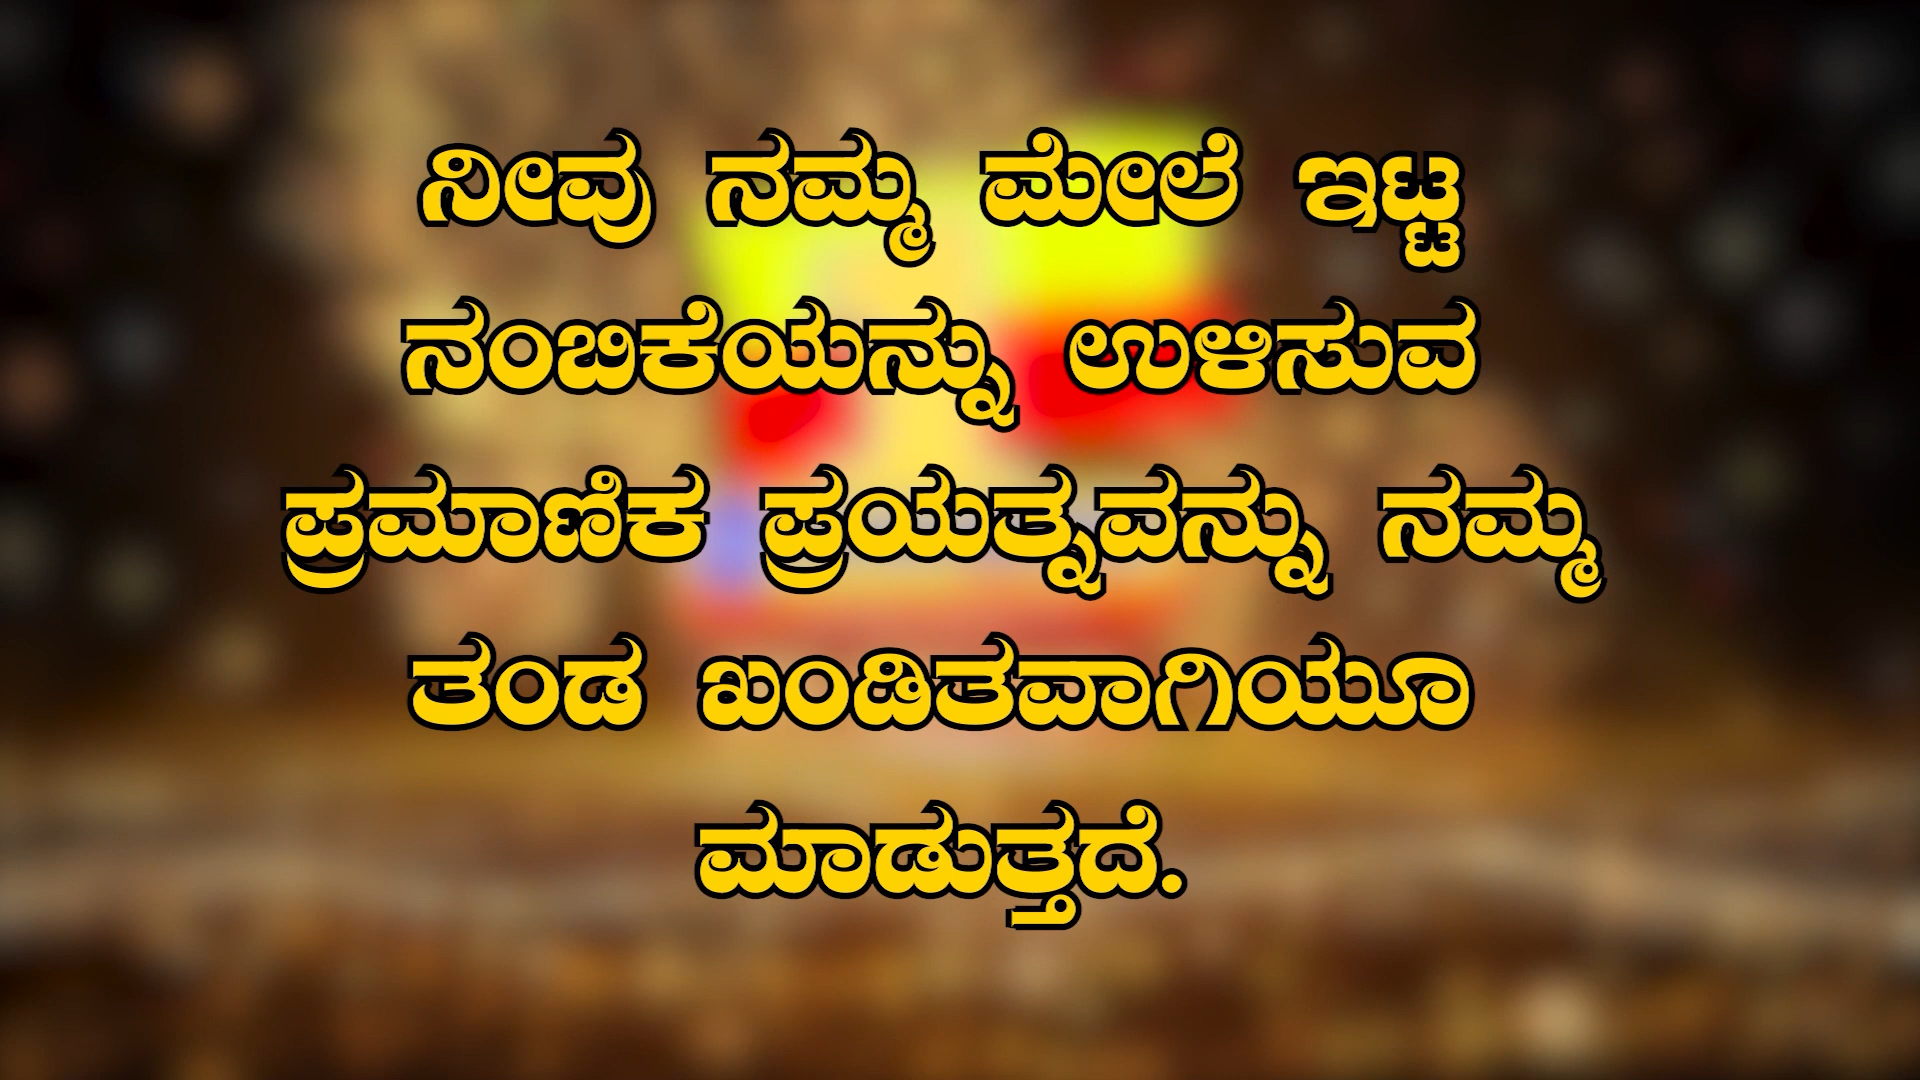 ನೀವು ನಮ್ಮ ಮೇಲೆ ಇಟ್ಟ
ನಂಬಿಕೆಯನ್ನು ಉಳಿಸುವ
ಪ್ರಮಾಣಿಕ ಪ್ರಯತ್ನವನ್ನು ನಮ್ಮ
ತಂಡ ಖಂಡಿತವಾಗಿಯೂ
ಮಾಡುತ್ತದೆ.